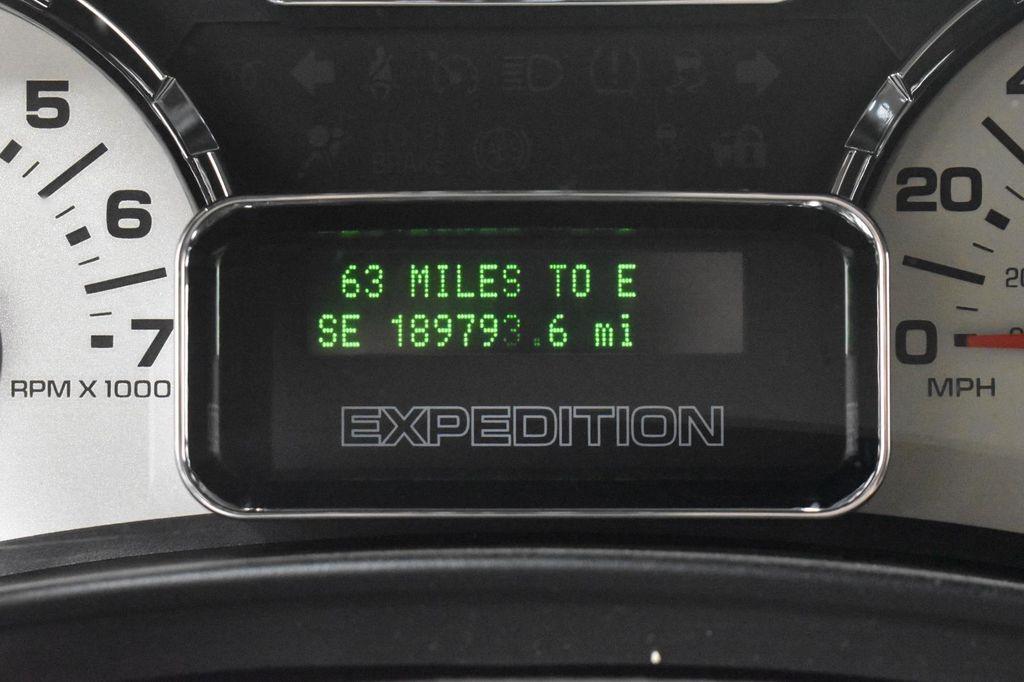 5
6
7
RPM X 1000
63 MILES TO E
SE 189793.6 mi
EXPEDITION
20
0
MPH